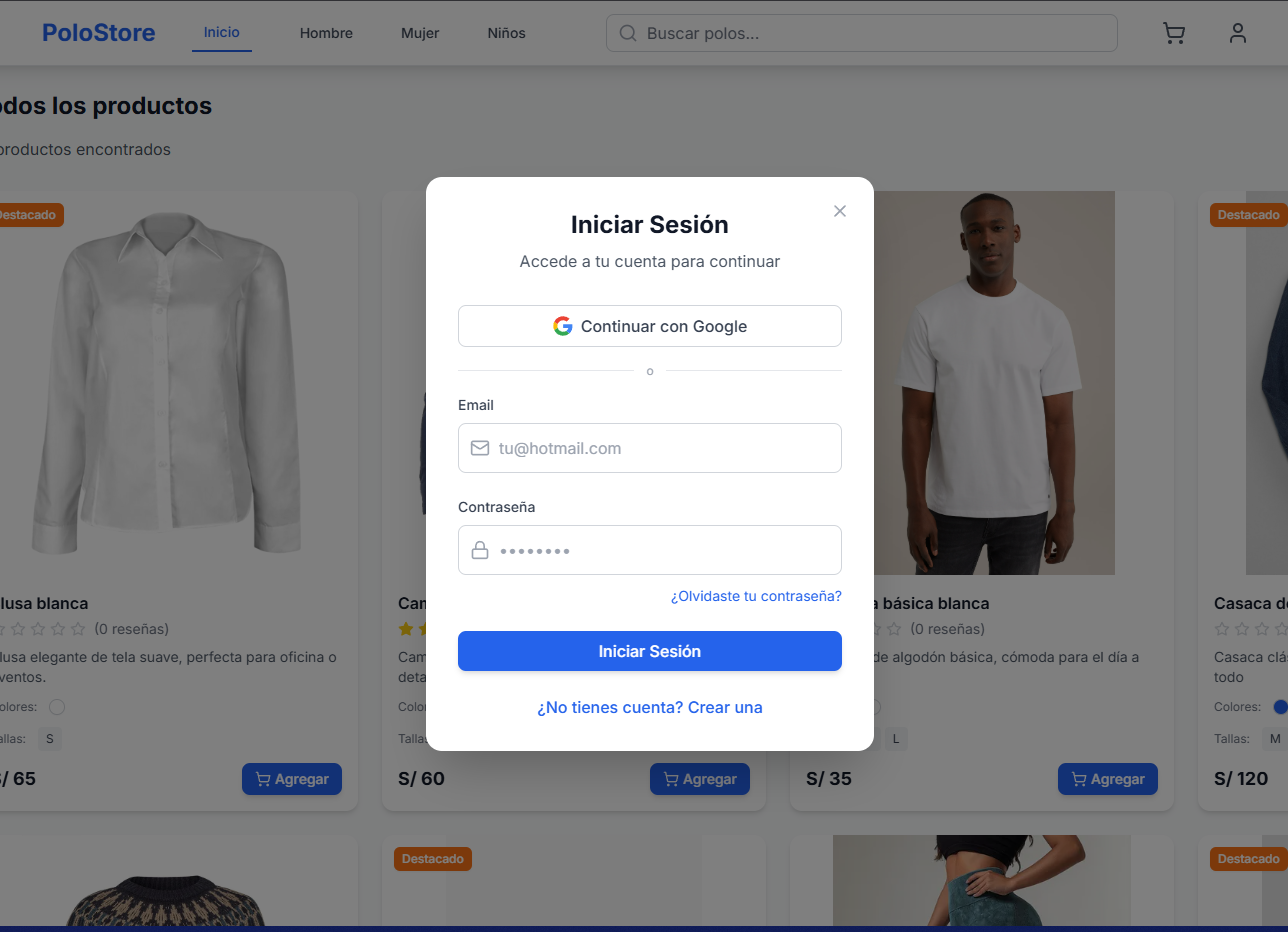 PoloStore
Inicio
Hombre
Mujer
Niños
Buscar polos...
odos los productos
productos encontrados
Iniciar Sesión
Accede a tu cuenta para continuar
Continuar con Google
o
Email
tu@hotmail.com
Contraseña
¿Olvidaste tu contraseña?
Iniciar Sesión
¿No tienes cuenta? Crear una
Destacado
lusa blanca
(0 reseñas)
lusa elegante de tela suave, perfecta para oficina o
ventos.
olores:
allas:
S
S/ 65
Agregar
Cam
Cam
deta
Colo
Tallas
S/ 60
Agregar
a básica blanca
(0 reseñas)
de algodón básica, cómoda para el día a
L
S/ 35
Agregar
Destacado
Casaca de
Casaca clá
todo
Colores:
Tallas:
M
S/ 120
Destacado
Destacado